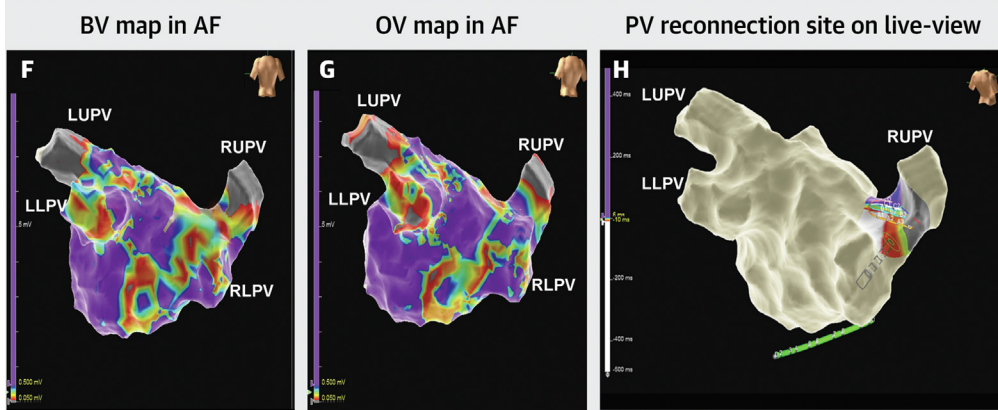 BV map in AF
OV map in AF
PV reconnection site on live-view
F
LUPV
RUPV
LLPV
RLPV
.5 mV
0.500 mV
0.050 mV
G
LUPV
RUPV
LLPV
RLPV
.5 mV
0.500 mV
0.050 mV
H
LUPV
RUPV
LLPV
400 ms
200 ms
-10 ms
-200 ms
-400 ms
-500 ms